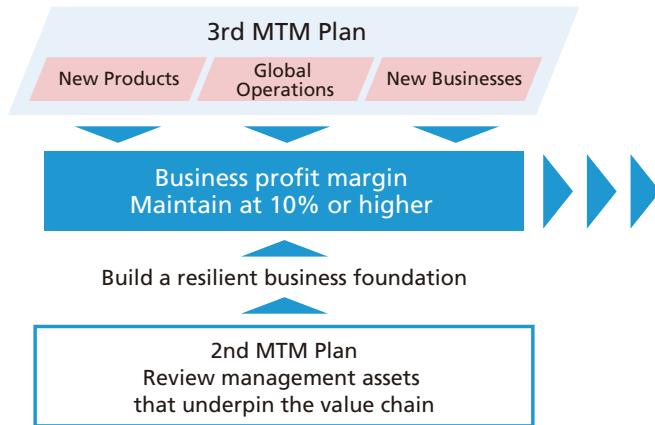 3rd MTM Plan
New Products
Global
Operations
New Businesses
Business profit margin
Maintain at 10% or higher
Build a resilient business foundation
2nd MTM Plan
Review management assets
that underpin the value chain